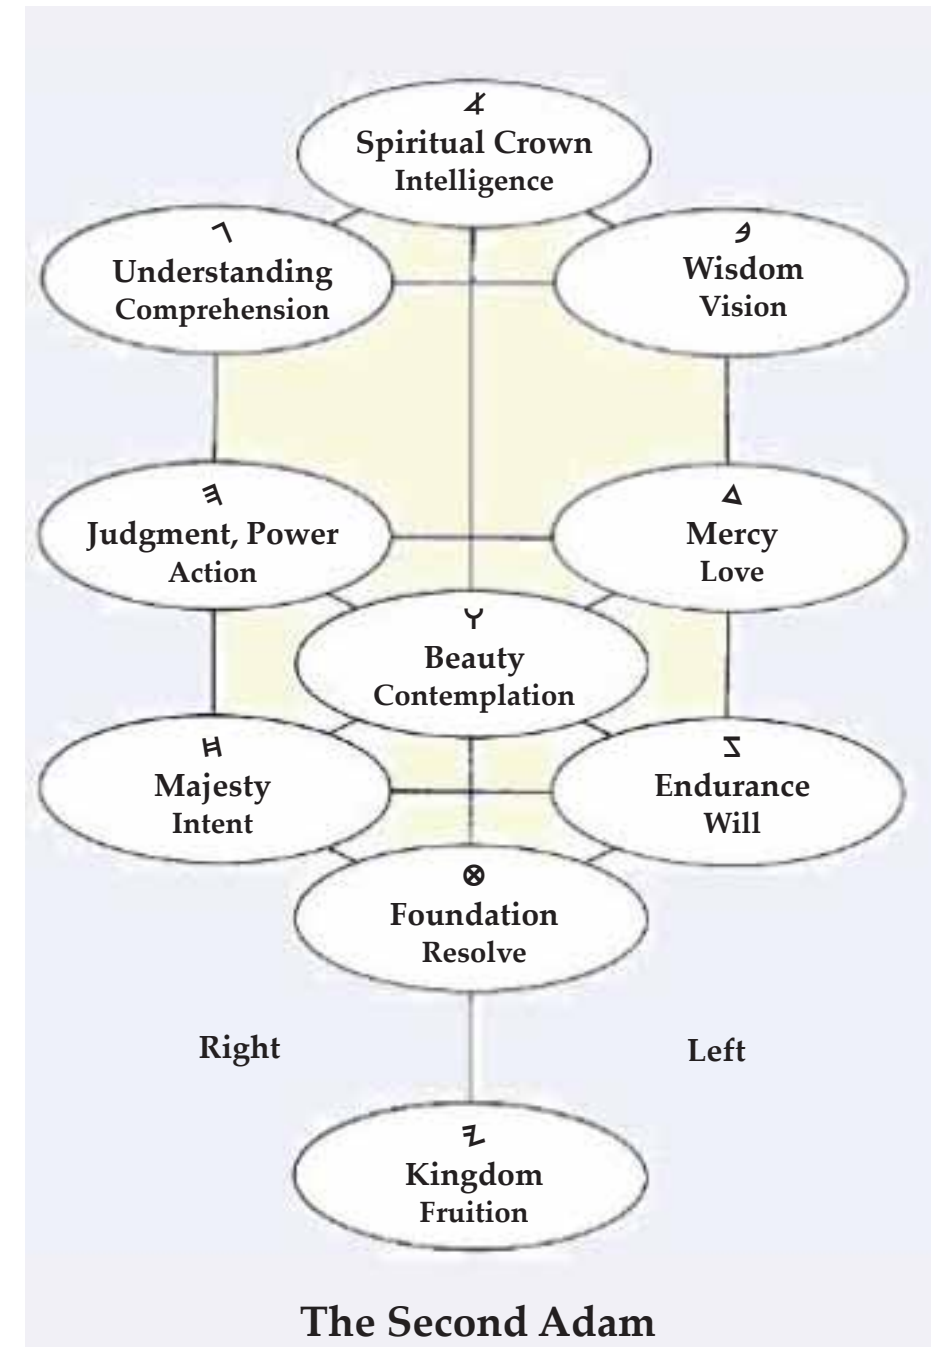 𐤀
Spiritual Crown
Intelligence
𐤂
Understanding
Comprehension
𐤁
Wisdom
Vision
𐤄
Judgment, Power
Action
𐤃
Mercy
Love
𐤅
Beauty
Contemplation
𐤇
Majesty
Intent
𐤆
Endurance
Will
𐤈
Foundation
Resolve
Right
Left
𐤉
Kingdom
Fruition
The Second Adam